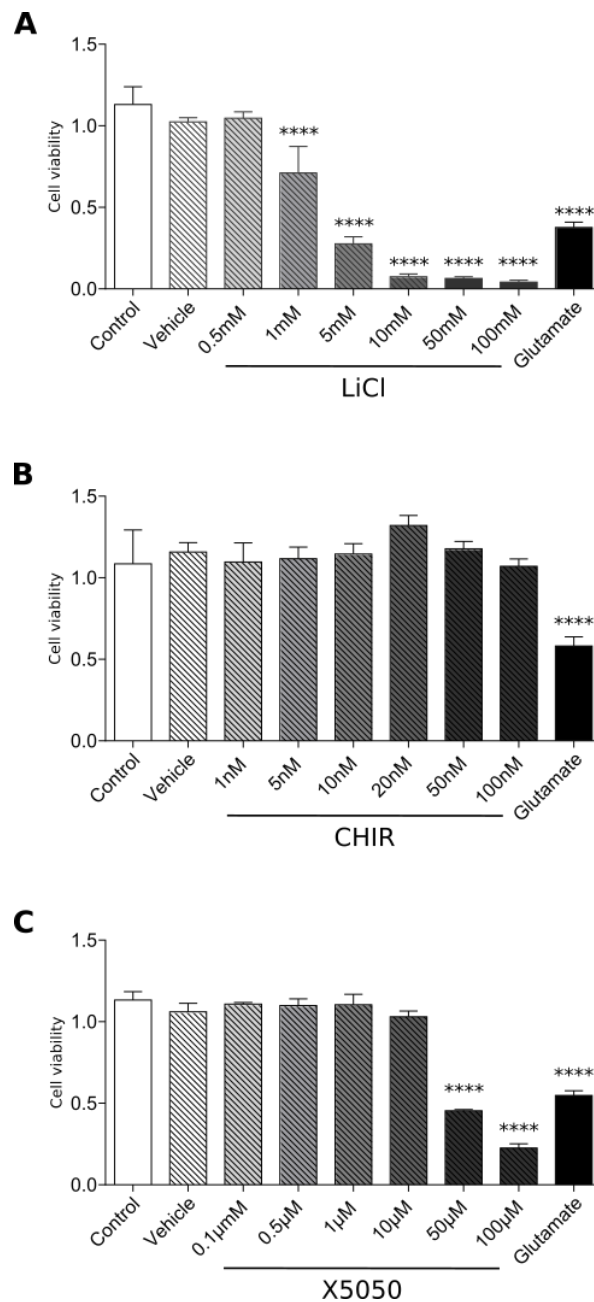 A
1.5
1.0
0.5
0.0
Cell viability
****
****
****
****
****
****
Control
Vehicle
0.5mM
1mM
5mM
10mM
50mM
100mM
Glutamate
LiCl
B
1.5
1.0
0.5
0.0
Cell viability
****
Control
Vehicle
1nM
5nM
10nM
20nM
50nM
100nM
Glutamate
CHIR
C
1.5
1.0
0.5
0.0
Cell viability
****
****
****
Control
Vehicle
0.1µmM
0.5µM
1µM
10µM
50µM
100µM
Glutamate
X5050